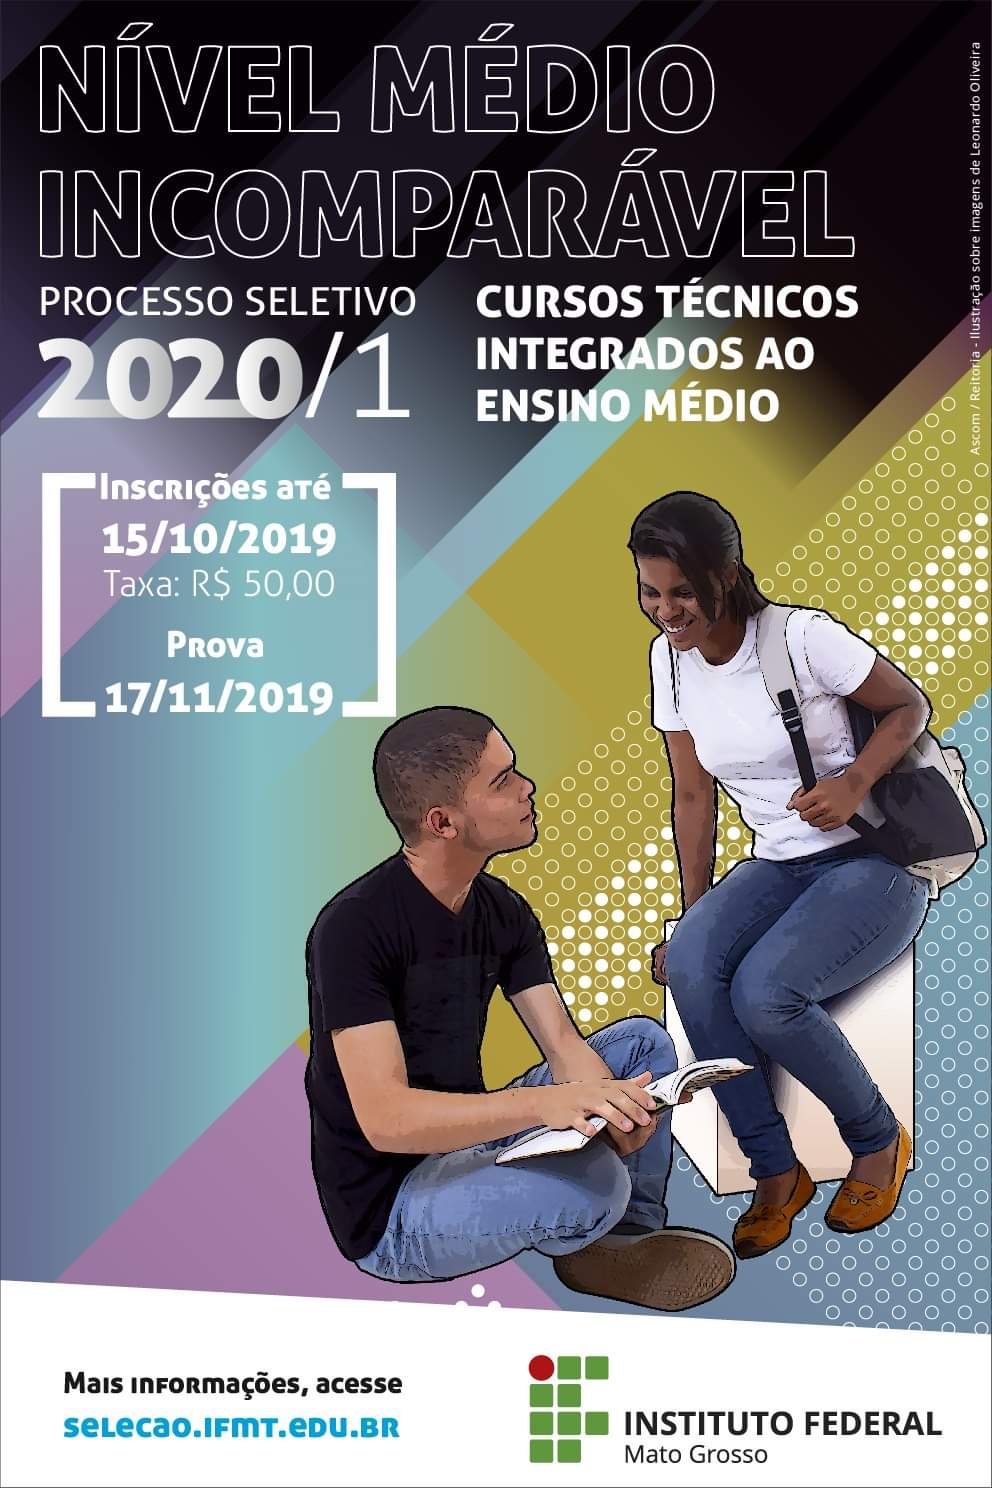 NÍVEL MÉDIO
INCOMPARÁVEL
PROCESSO SELETIVO
2020/1
CURSOS TÉCNICOS
INTEGRADOS AO
ENSINO MÉDIO
Inscrições até
15/10/2019
Taxa: R$ 50,00
Prova
17/11/2019
Ascom / Reitoria - Ilustração sobre imagens de Leonardo Oliveira
Mais informações, acesse
selecao.ifmt.edu.br
INSTITUTO FEDERAL
Mato Grosso